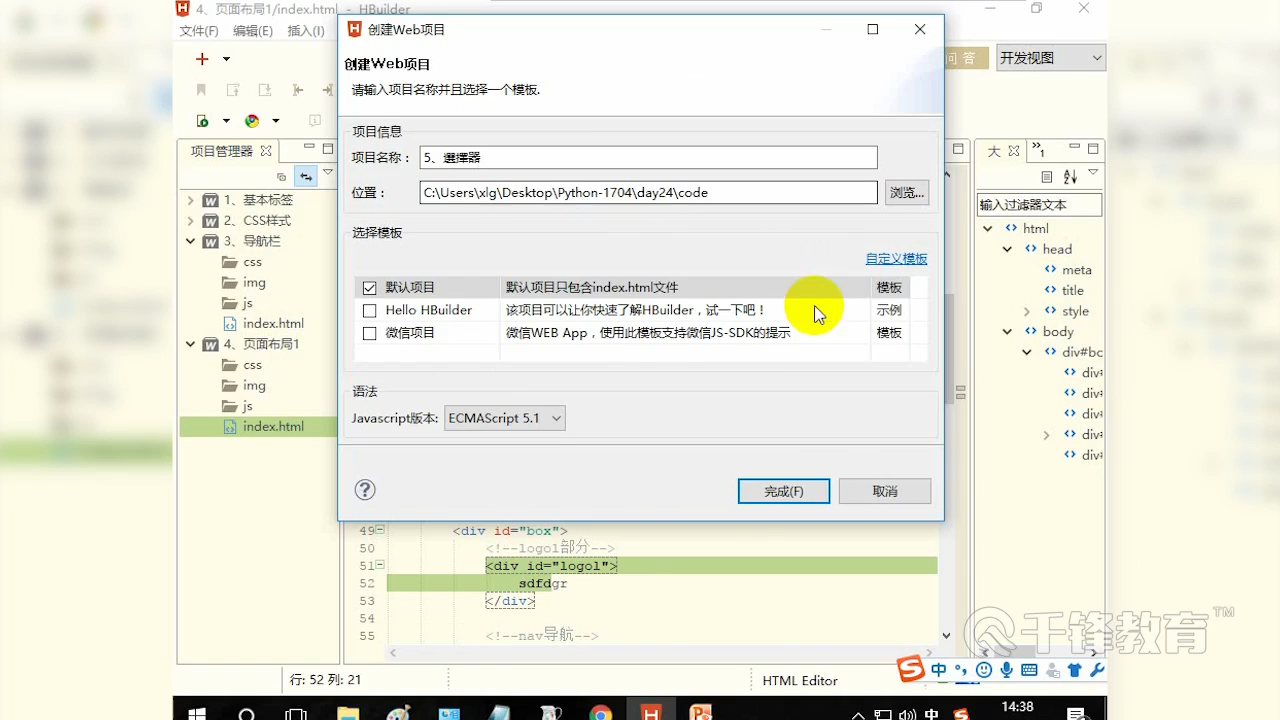 4、页面布局1/index.html - HBuilder
文件(F) 编辑(E) 插入(I)
创建Web项目
创建Web项目
请输入项目名称并且选择一个模板.
问 答
开发视图
项目信息
项目名称： 5、選擇器
位置： C:\Users\xlg\Desktop\Python-1704\day24\code 浏览...
选择模板
自定义模板
默认项目 默认项目只包含index.html文件 模板
Hello HBuilder 该项目可以让你快速了解HBuilder，试一下吧！ 示例
微信项目 微信WEB App，使用此模板支持微信JS-SDK的提示 模板
语法
Javascript版本: ECMAScript 5.1
完成(F) 取消
项目管理器
1、基本标签
2、CSS样式
3、导航栏
css
img
js
index.html
4、页面布局1
css
img
js
index.html
大
1
输入过滤器文本
html
head
meta
title
style
body
div#bc
div#
div#
div#
div#
div#
49 <div id="box">
50 <!--logol部分-->
51 <div id="logol">
52 sdfdgr
53 </div>
54
55 <!--nav导航-->
行: 52 列: 21
HTML Editor
中
千锋教育™
中
14:38